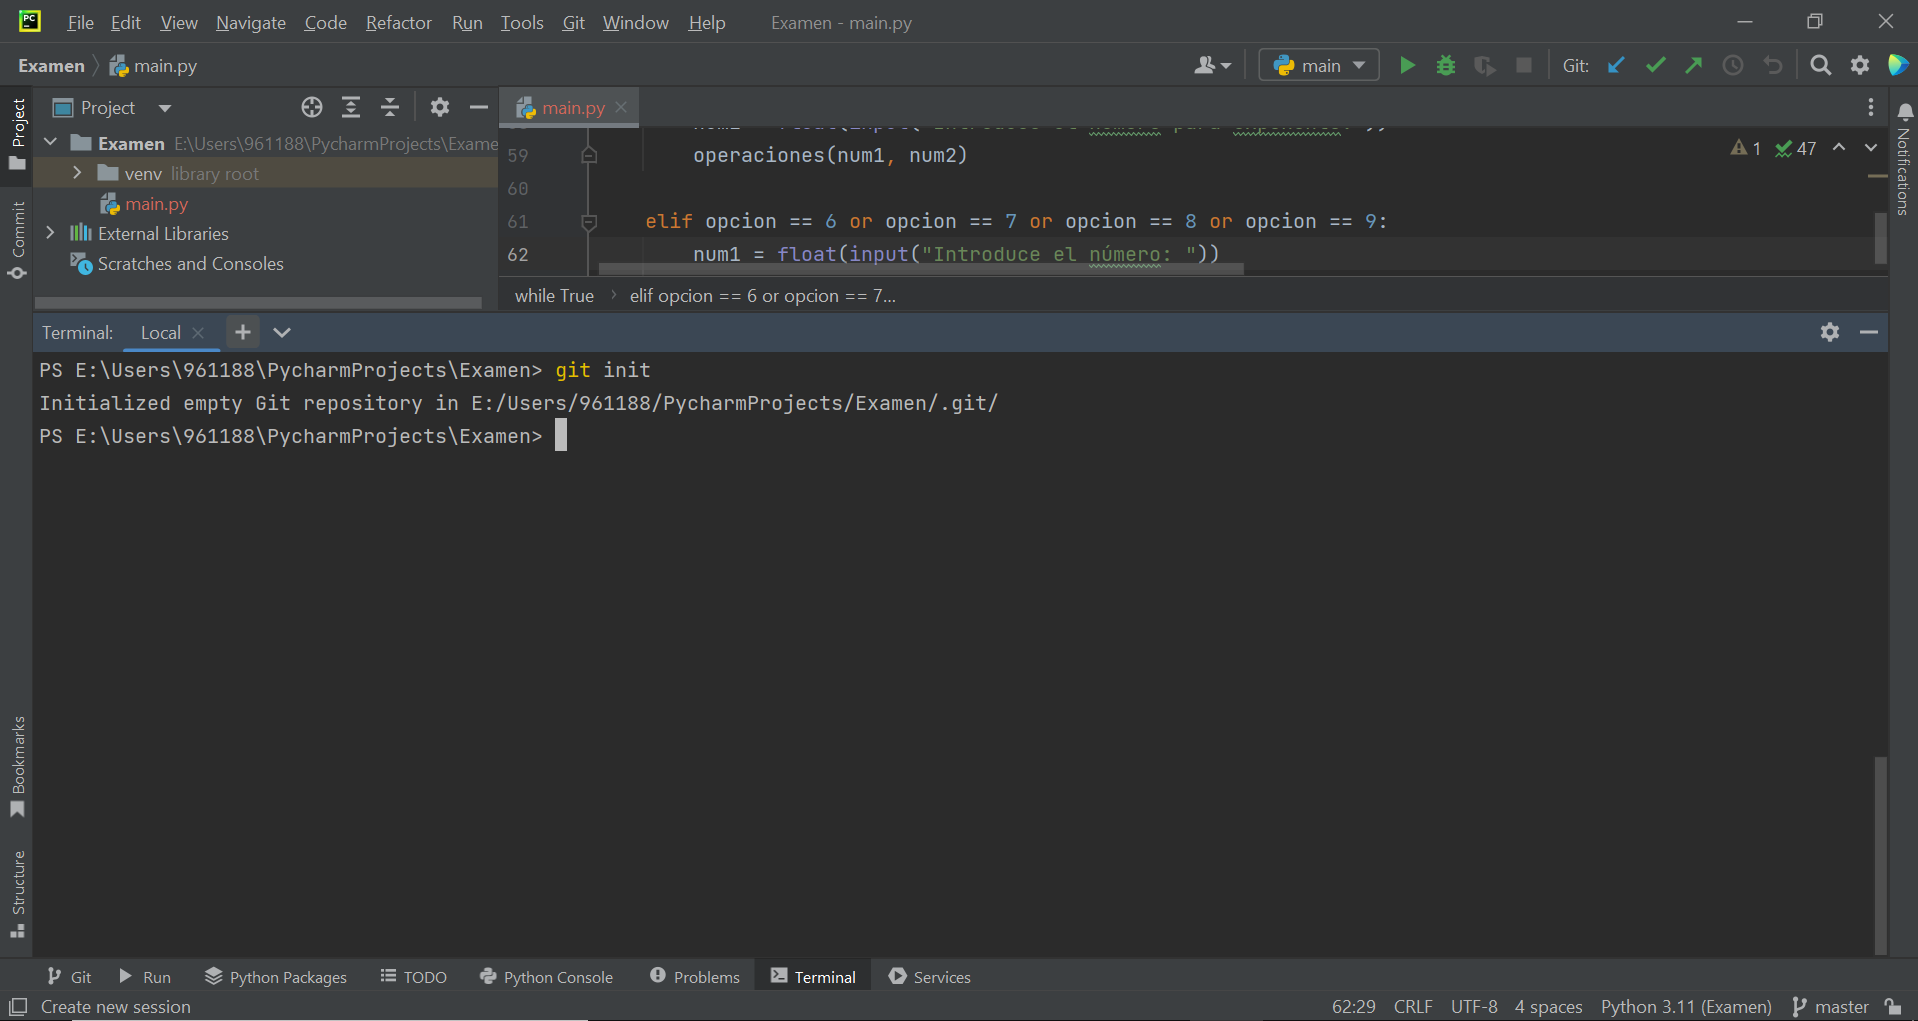 PC File Edit View Navigate Code Refactor Run Tools Git Window Help Examen - main.py
Examen main.py main Git:
Project main.py
Examen E:\Users\961188\PycharmProjects\Exame
venv library root
main.py
External Libraries
Scratches and Consoles
59 operaciones(num1, num2)
60
61 elif opcion == 6 or opcion == 7 or opcion == 8 or opcion == 9:
62 num1 = float(input("Introduce el número: "))
1 47
while True elif opcion == 6 or opcion == 7...
Terminal: Local
PS E:\Users\961188\PycharmProjects\Examen> git init
Initialized empty Git repository in E:/Users/961188/PycharmProjects/Examen/.git/
PS E:\Users\961188\PycharmProjects\Examen>
Project
Commit
Bookmarks
Structure
Notifications
Git Run Python Packages TODO Python Console Problems Terminal Services
Create new session 62:29 CRLF UTF-8 4 spaces Python 3.11 (Examen) master